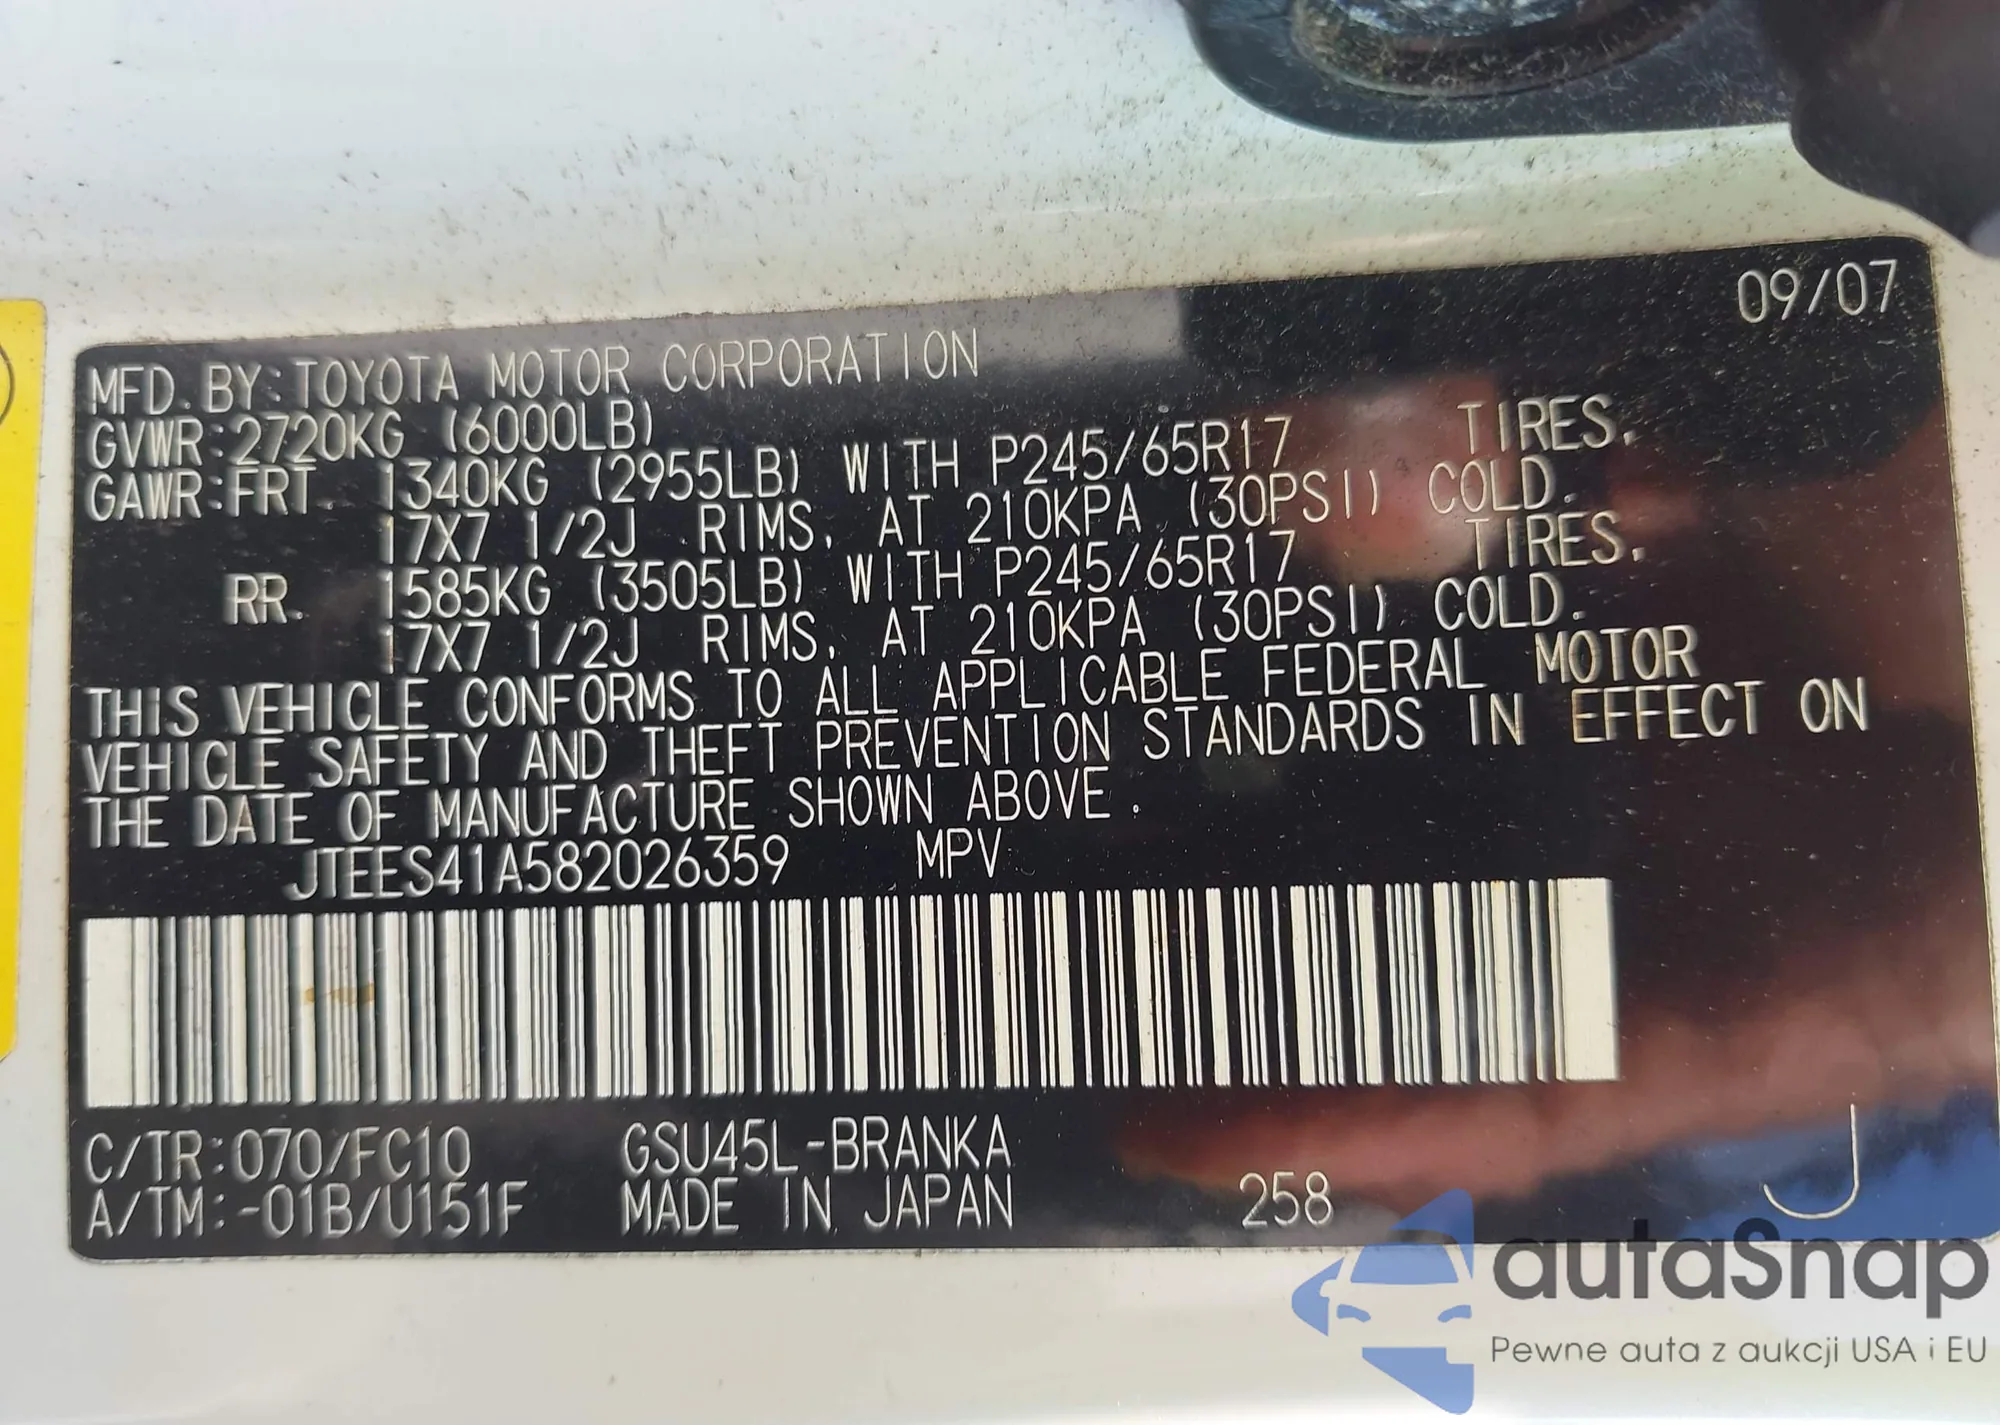 09/07
MFD. BY: TOYOTA MOTOR CORPORATION
GVWR: 2720KG (6000LB)
GAWR: FRT. 1340KG (2955LB) WITH P245/65R17 TIRES,
17X7 1/2J RIMS, AT 210KPA (30PSI) COLD.
RR. 1585KG (3505LB) WITH P245/65R17 TIRES,
17X7 1/2J RIMS, AT 210KPA (30PSI) COLD.
THIS VEHICLE CONFORMS TO ALL APPLICABLE FEDERAL MOTOR
VEHICLE SAFETY AND THEFT PREVENTION STANDARDS IN EFFECT ON
THE DATE OF MANUFACTURE SHOWN ABOVE.
JTEES41A582026359 MPV
C/TR: 070/FC10 GSU45L-BRANKA
A/TM: -01B/U151F MADE IN JAPAN 258 J
autoSnap
Pewne auta z aukcji USA i EU